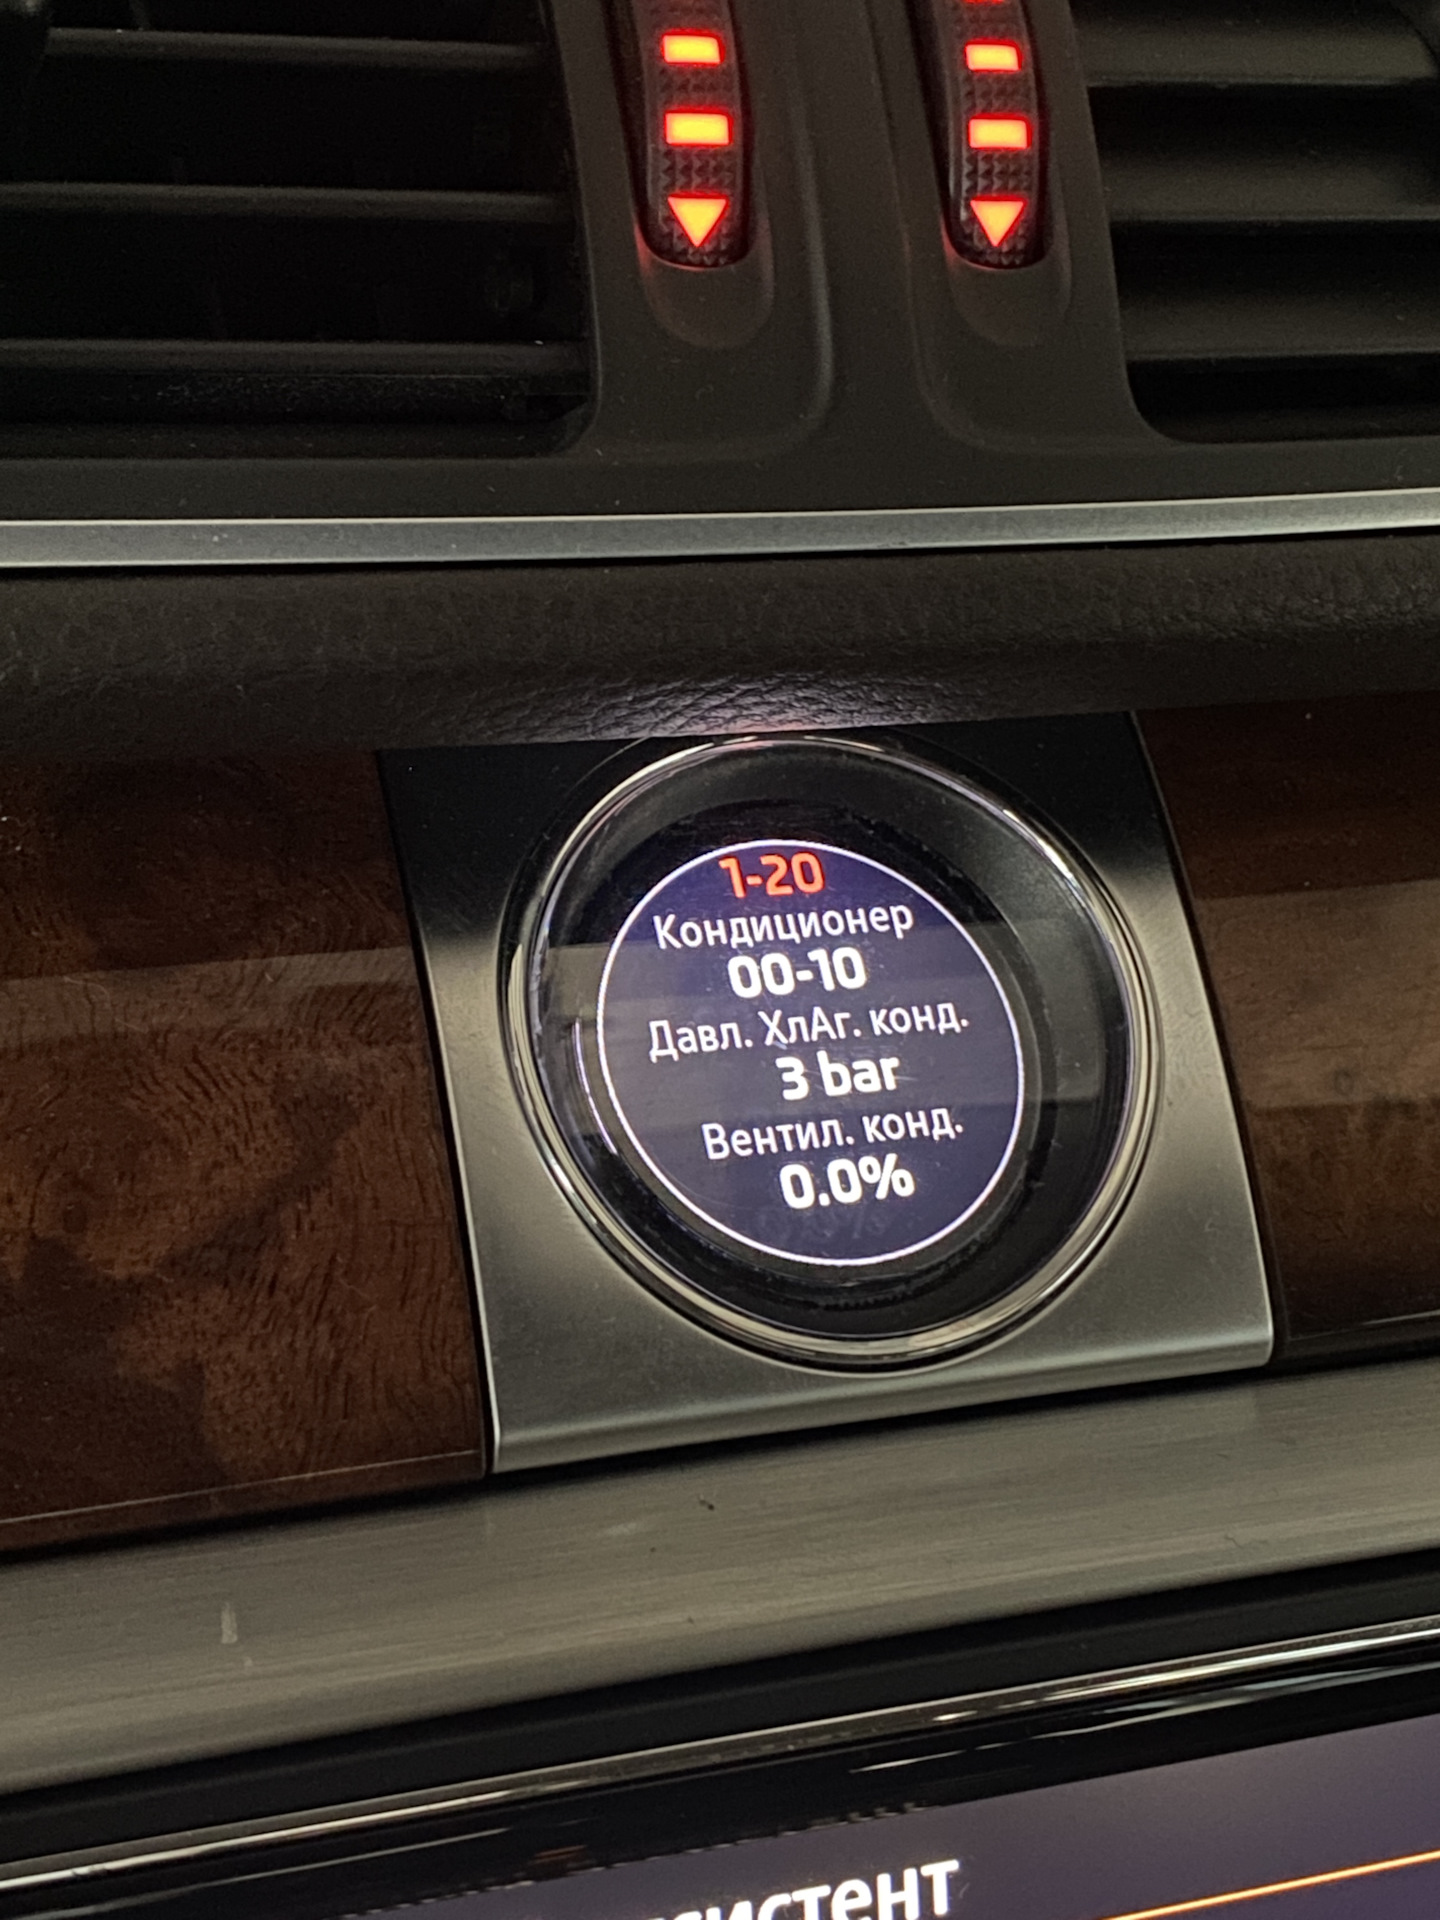 1-20
Кондиционер
00-10
Давл. ХлАг. конд.
3 bar
Вентил. конд.
0.0%